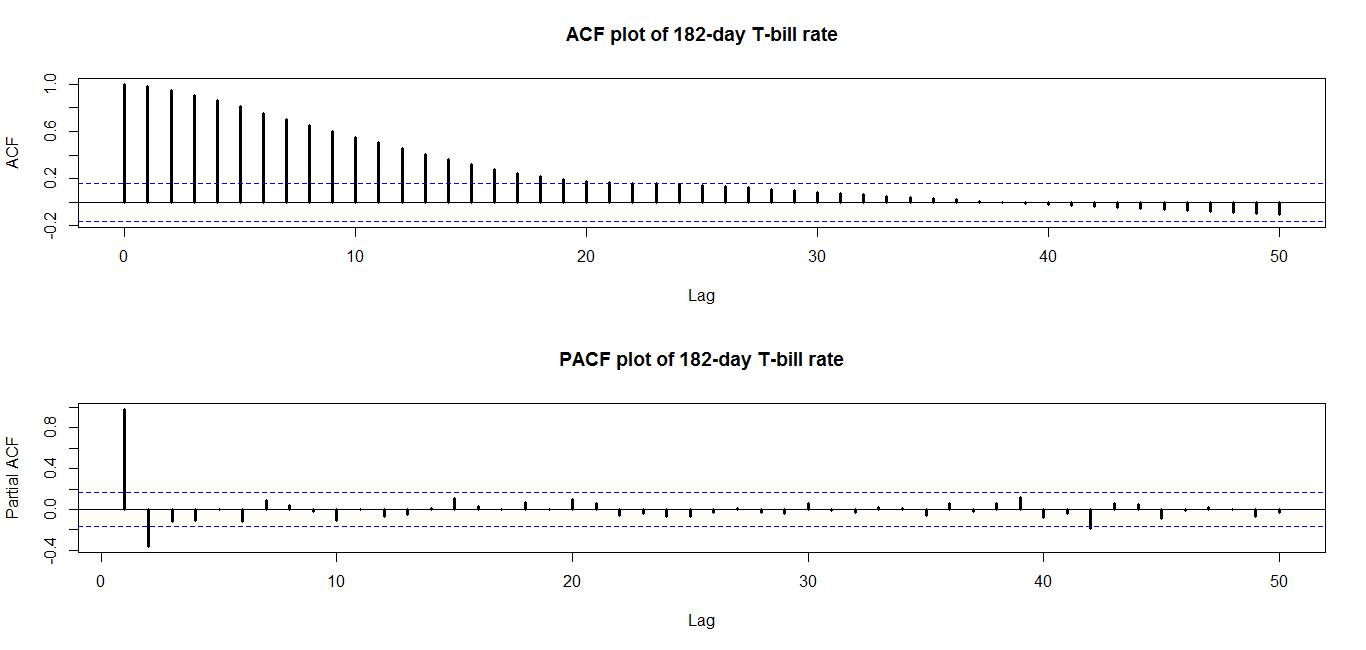 ACF plot of 182-day T-bill rate
ACF
1.0
0.6
0.2
-0.2
0 10 20 30 40 50
Lag
PACF plot of 182-day T-bill rate
Partial ACF
0.8
0.4
0.0
-0.4
0 10 20 30 40 50
Lag